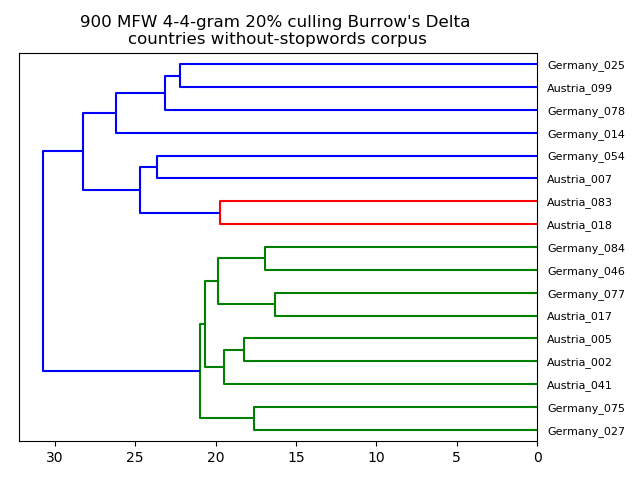 900 MFW 4-4-gram 20% culling Burrow's Delta
countries without-stopwords corpus
Germany_025
Austria_099
Germany_078
Germany_014
Germany_054
Austria_007
Austria_083
Austria_018
Germany_084
Germany_046
Germany_077
Austria_017
Austria_005
Austria_002
Austria_041
Germany_075
Germany_027
30 25 20 15 10 5 0